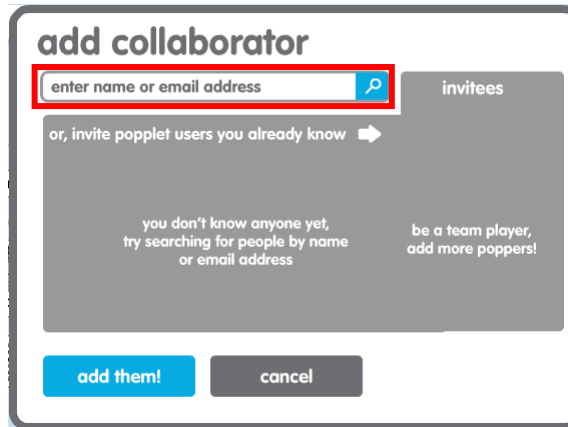 add collaborator
enter name or email address
invitees
or, invite popplet users you already know
you don't know anyone yet,
try searching for people by name
or email address
be a team player,
add more poppers!
add them!
cancel